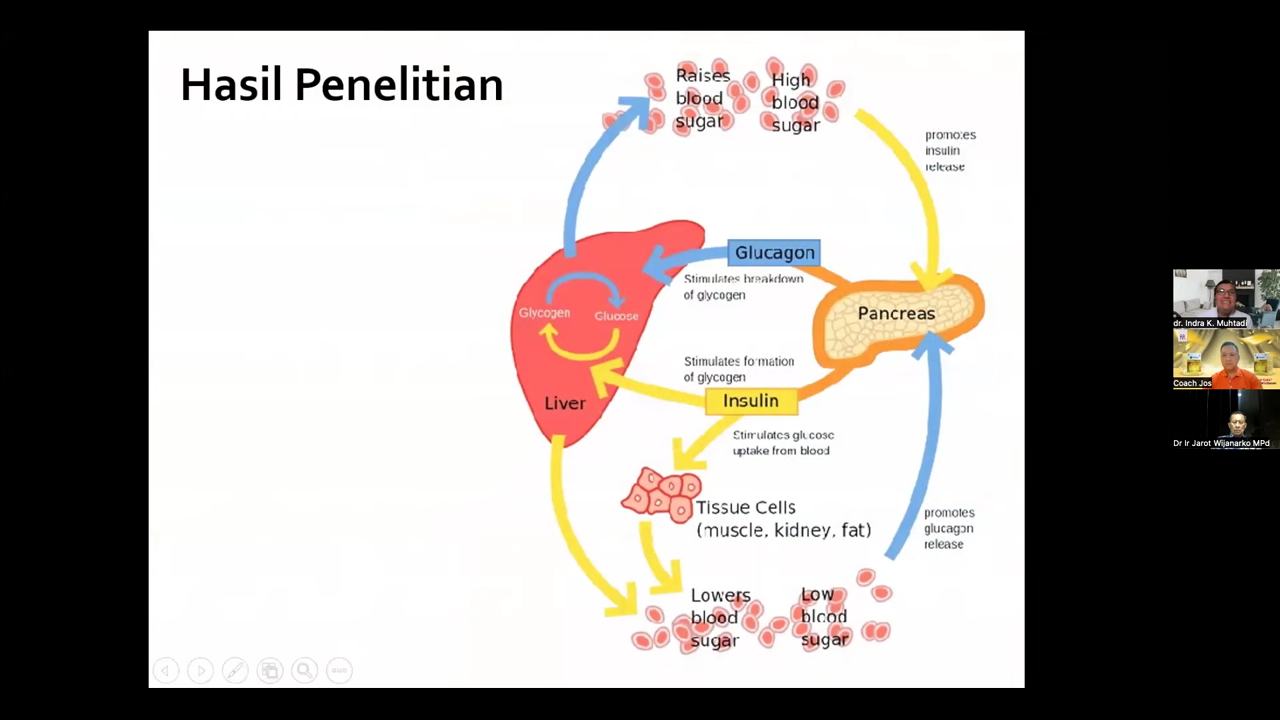 Hasil Penelitian
Raises
blood
sugar
High
blood
sugar
promotes
insulin
release
Glucagon
Stimulates breakdown
of glycogen
Glycogen
Glucose
Pancreas
Stimulates formation
of glycogen
Insulin
Liver
Stimulates glucose
uptake from blood
Tissue Cells
(muscle, kidney, fat)
promotes
glucagon
release
Lowers
blood
sugar
Low
blood
sugar
dr. Indra K. Muhtadi
Coach Jos
Dr Ir Jarot Wijanarko MPd